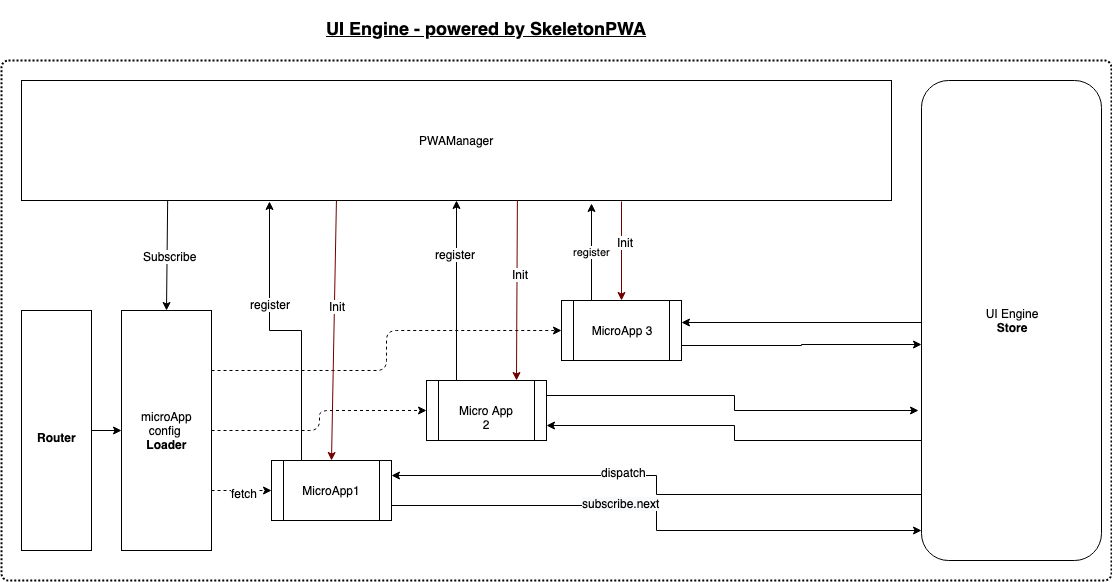 UI Engine - powered by SkeletonPWA
PWAManager
Subscribe
register
Init
register
Init
register
Init
UI Engine
Store
MicroApp 3
Micro App
2
microApp
config
Loader
Router
fetch
MicroApp1
dispatch
subscribe.next